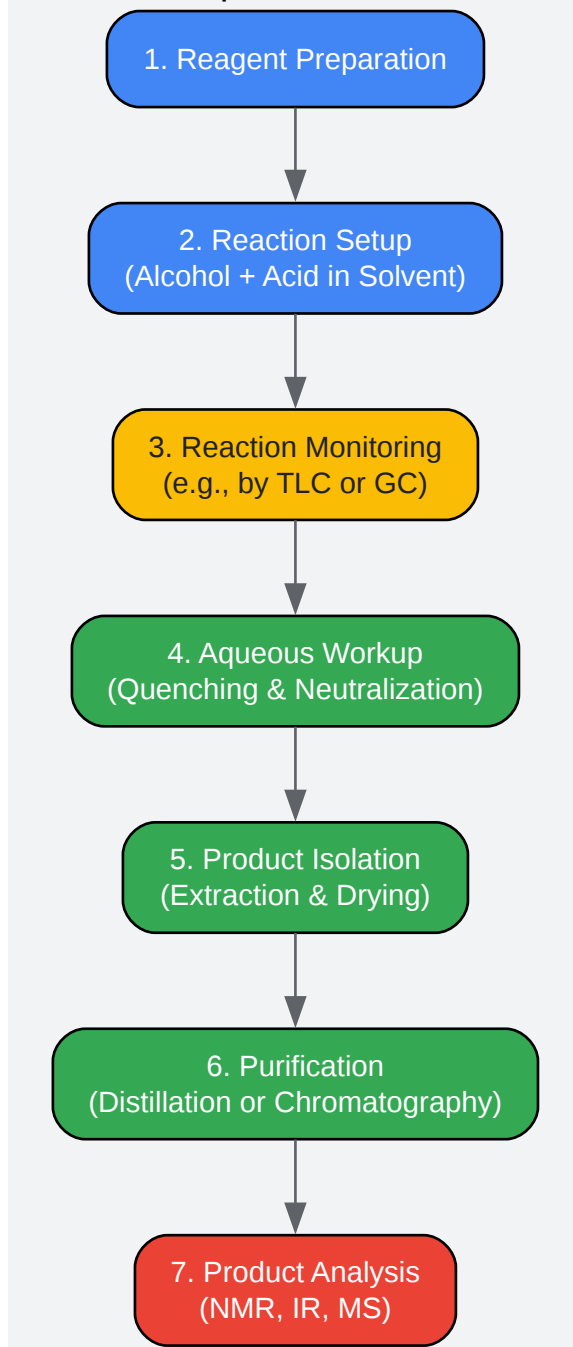 1. Reagent Preparation
2. Reaction Setup
(Alcohol + Acid in Solvent)
3. Reaction Monitoring
(e.g., by TLC or GC)
4. Aqueous Workup
(Quenching & Neutralization)
5. Product Isolation
(Extraction & Drying)
6. Purification
(Distillation or Chromatography)
7. Product Analysis
(NMR, IR, MS)